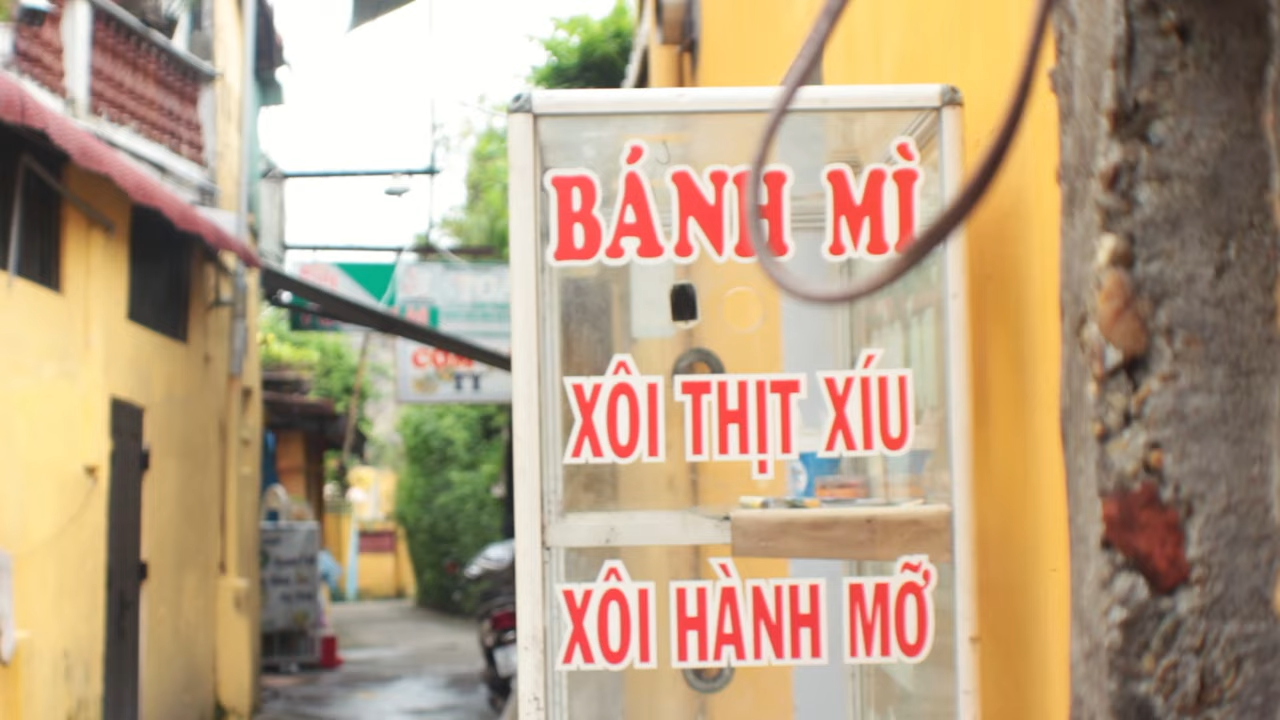 BÁNH MÌ
XÔI THỊT XÍU
XÔI HÀNH MỠ